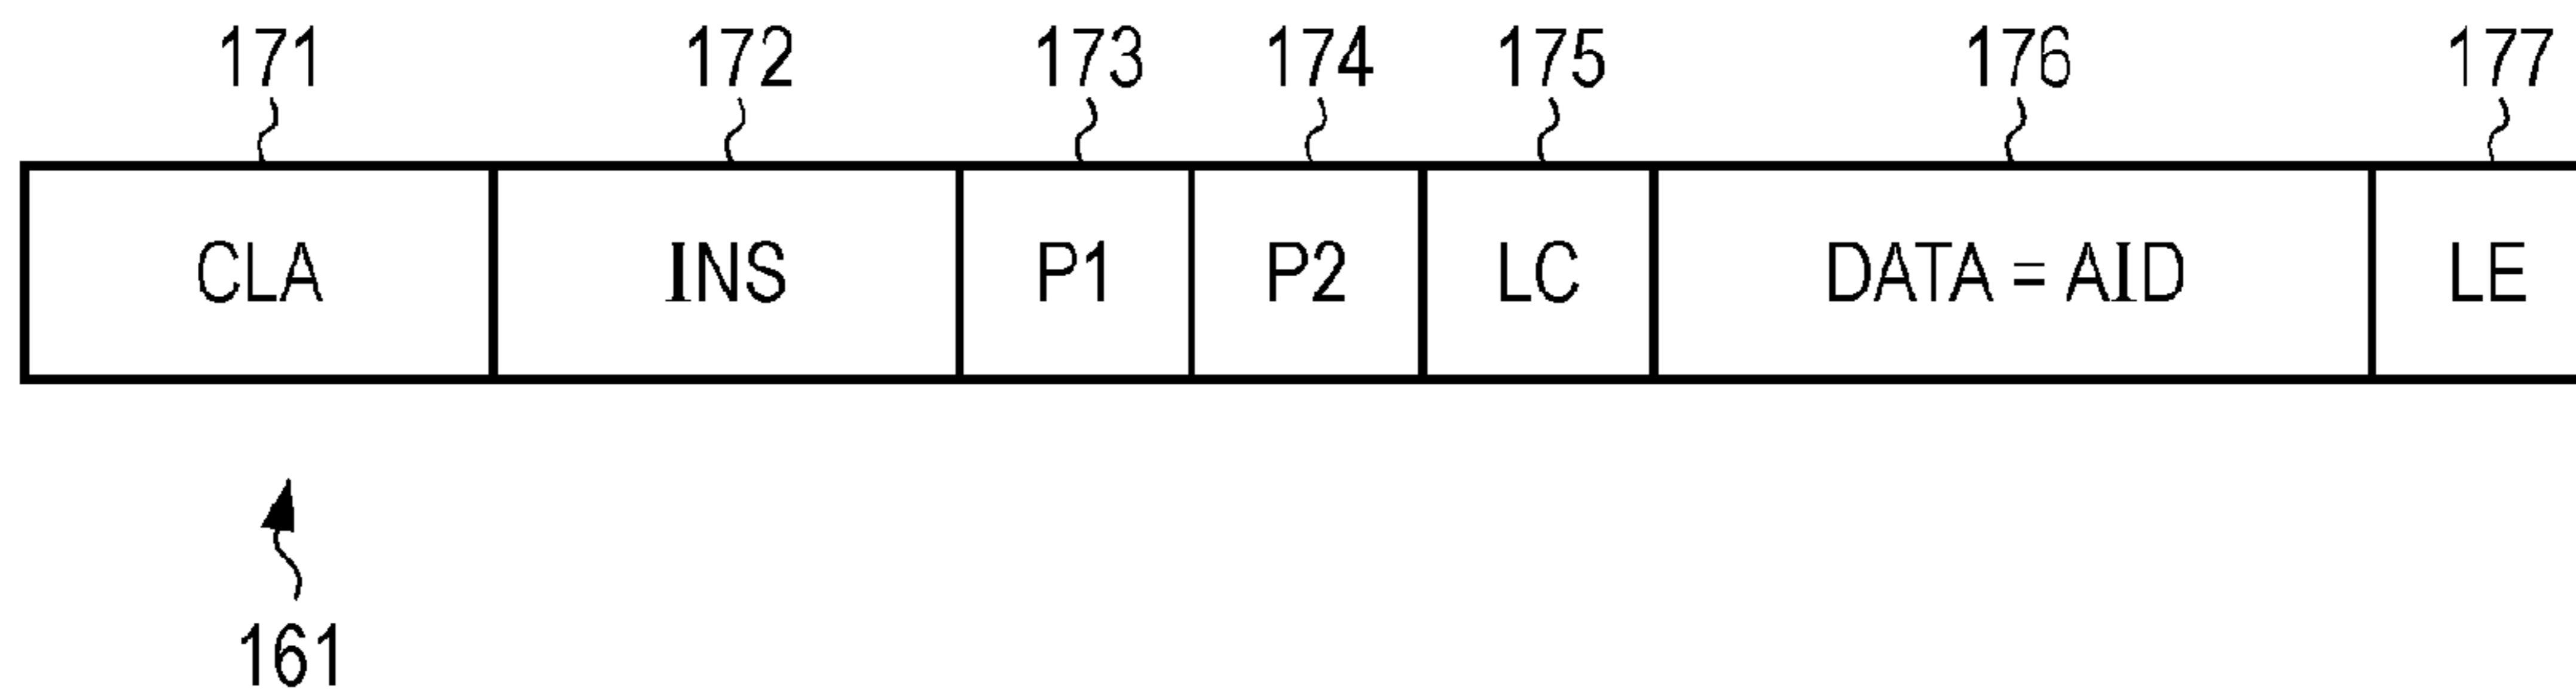 171 172 173 174 175 176 177
CLA INS P1 P2 LC DATA = AID LE
161